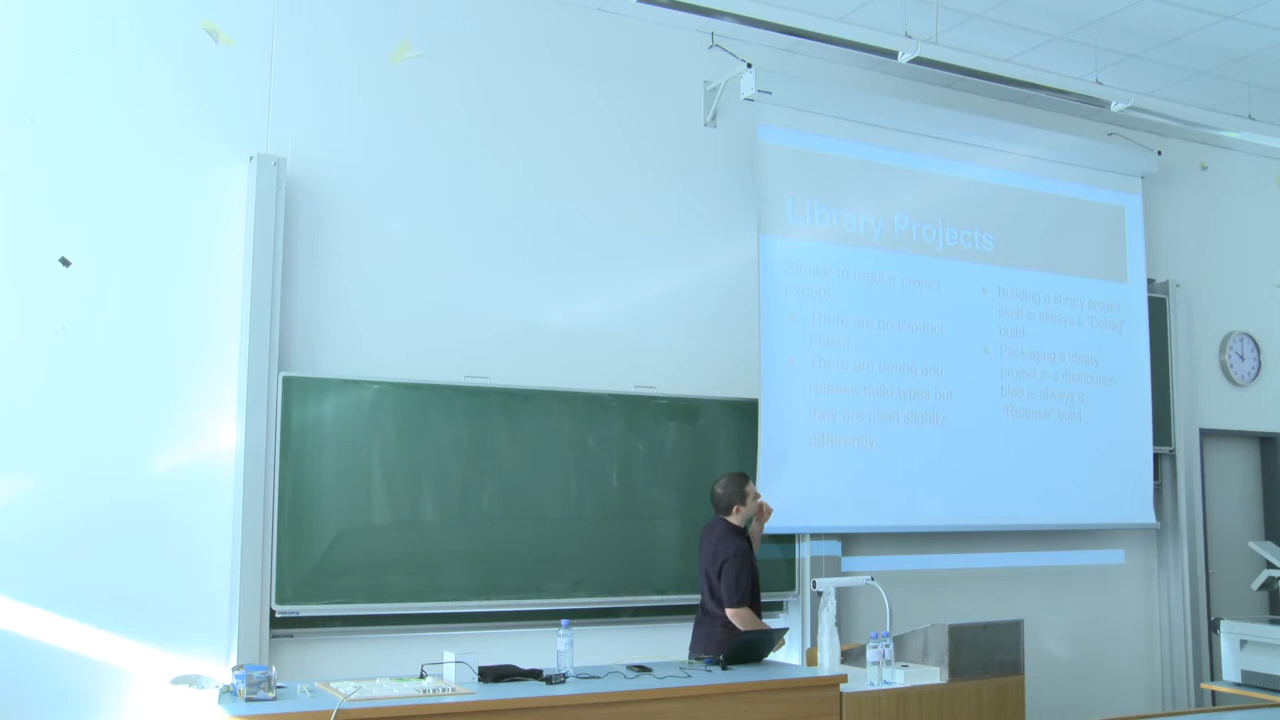 Library Projects
Similar to regular project
except
There are no Product
Flavor
There are debug and
release build types but
they are used slightly
differently.
Building a library project
itself is always a "Debug"
build
Packaging a library
project in a distribution
blob is always a
"Release" build